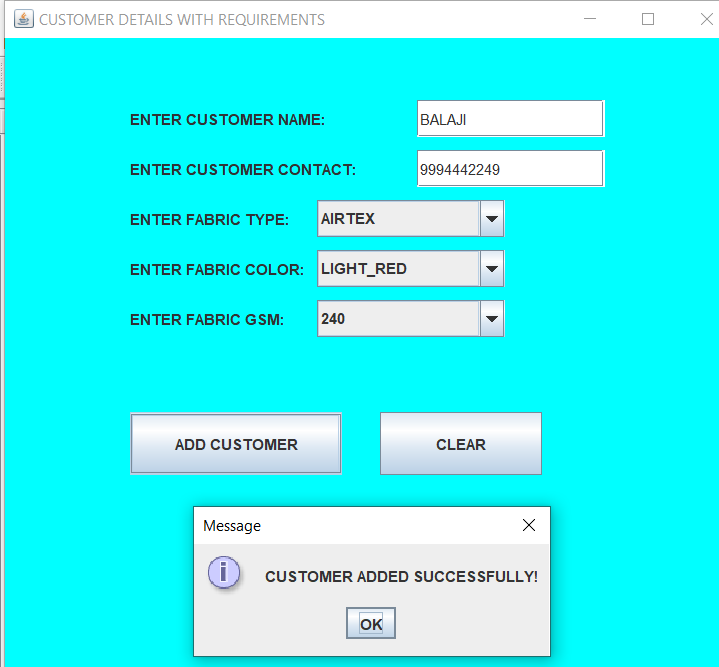 CUSTOMER DETAILS WITH REQUIREMENTS
ENTER CUSTOMER NAME: BALAJI
ENTER CUSTOMER CONTACT: 9994442249
ENTER FABRIC TYPE: AIRTEX
ENTER FABRIC COLOR: LIGHT_RED
ENTER FABRIC GSM: 240
ADD CUSTOMER CLEAR
Message
CUSTOMER ADDED SUCCESSFULLY!
OK